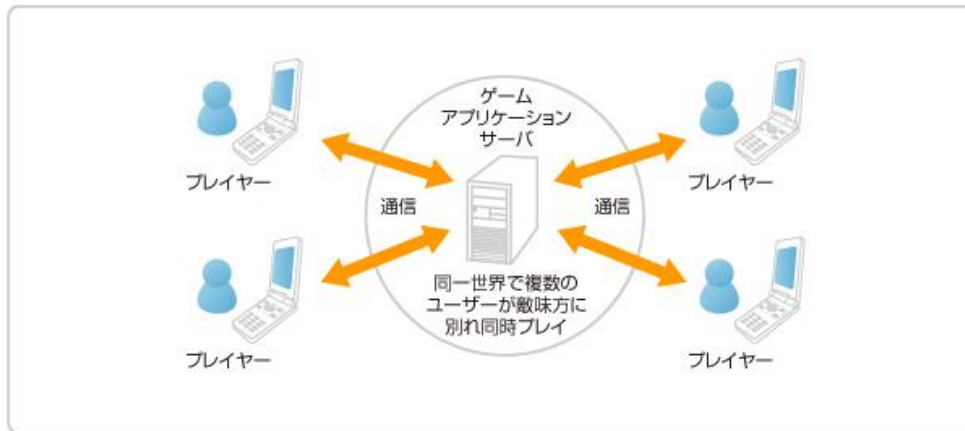 ゲーム
アプリケーション
サーバ
プレイヤー
プレイヤー
通信
通信
同一世界で複数の
ユーザーが敵味方に
別れ同時プレイ
プレイヤー
プレイヤー